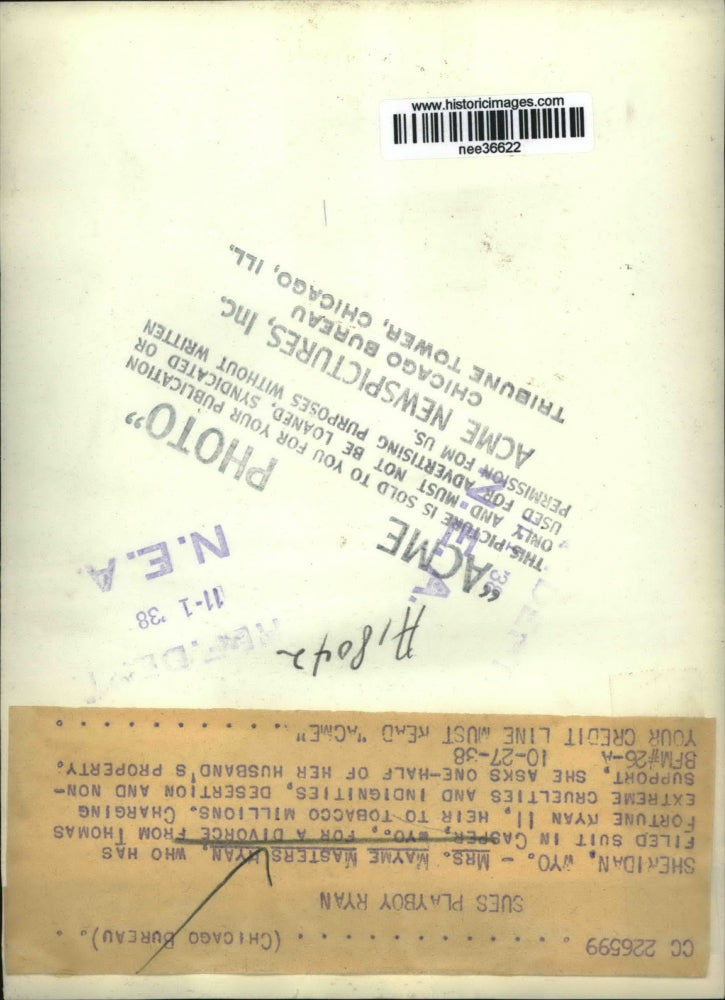 www.historicimages.com
nee36622
"ACME
PHOTO"
THIS PICTURE IS SOLD TO YOU FOR YOUR PUBLICATION
ONLY AND MUST NOT BE LOANED, SYNDICATED OR
USED FOR ADVERTISING PURPOSES WITHOUT WRITTEN
PERMISSION FOM US.
ACME NEWSPICTURES, Inc.
CHICAGO BUREAU
TRIBUNE TOWER, CHICAGO, ILL.
N.E.A.
11-1 '38
REF. DEPT.
N.E.A.
'38
A18042
CC 226599 . . . . . . . . . . . . (CHICAGO BUREAU). .
SUES PLAYBOY RYAN
SHERIDAN, WYO. - MRS. MAYME MASTERS RYAN, WHO HAS
FILED SUIT IN CASPER, WYO., FOR A DIVORCE FROM THOMAS
FORTUNE RYAN II, HEIR TO TOBACCO MILLIONS. CHARGING
EXTREME CRUELTIES AND INDIGNITIES, DESERTION AND NON-
SUPPORT, SHE ASKS ONE-HALF OF HER HUSBAND'S PROPERTY.
BFM#26-A 10-27-38
YOUR CREDIT LINE MUST READ "ACME" . . . . . . . . . .